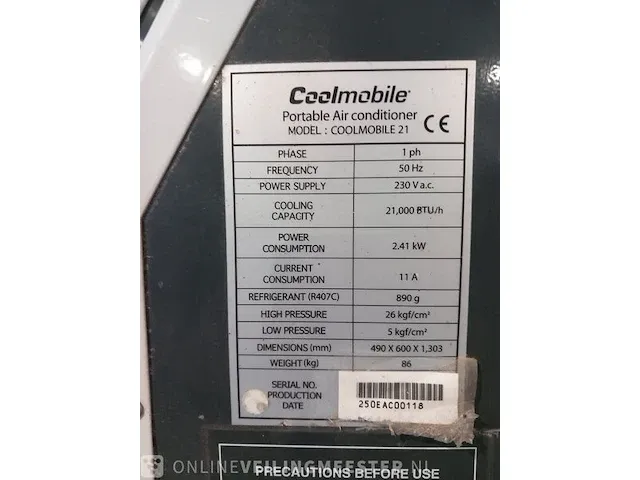 Coolmobile®
Portable Air conditioner
MODEL : COOLMOBILE 21 CE
PHASE 1 ph
FREQUENCY 50 Hz
POWER SUPPLY 230 V a.c.
COOLING CAPACITY 21,000 BTU/h
POWER CONSUMPTION 2.41 kW
CURRENT CONSUMPTION 11 A
REFRIGERANT (R407C) 890 g
HIGH PRESSURE 26 kgf/cm²
LOW PRESSURE 5 kgf/cm²
DIMENSIONS (mm) 490 X 600 X 1,303
WEIGHT (kg) 86
SERIAL NO.
PRODUCTION
DATE
250EAC00118
PRECAUTIONS BEFORE USE
ONLINEVEILINGMEESTER.NL